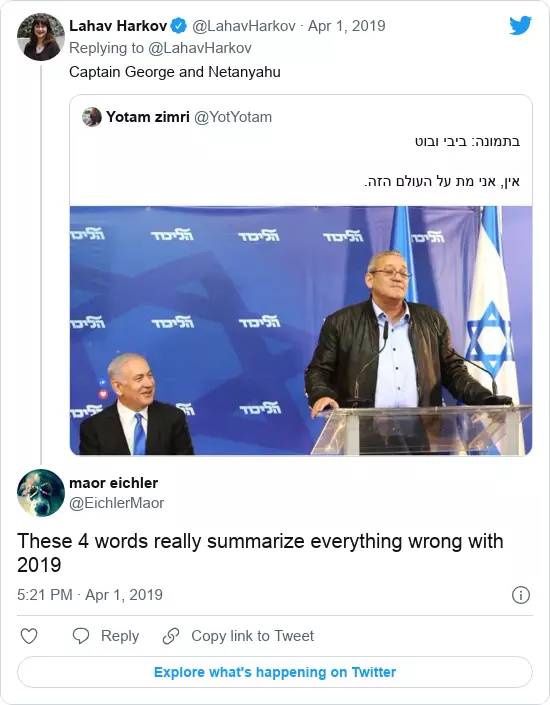 Lahav Harkov @LahavHarkov · Apr 1, 2019
Replying to @LahavHarkov
Captain George and Netanyahu
Yotam zimri @YotYotam
בתמונה: ביבי ובוט
אין, אני מת על העולם הזה.
הליכוד הליכוד הליכוד הליכוד הליכוד
הליכוד הליכוד הליכוד
הליכוד הליכוד
maor eichler
@EichlerMaor
These 4 words really summarize everything wrong with
2019
5:21 PM · Apr 1, 2019
Reply Copy link to Tweet
Explore what's happening on Twitter